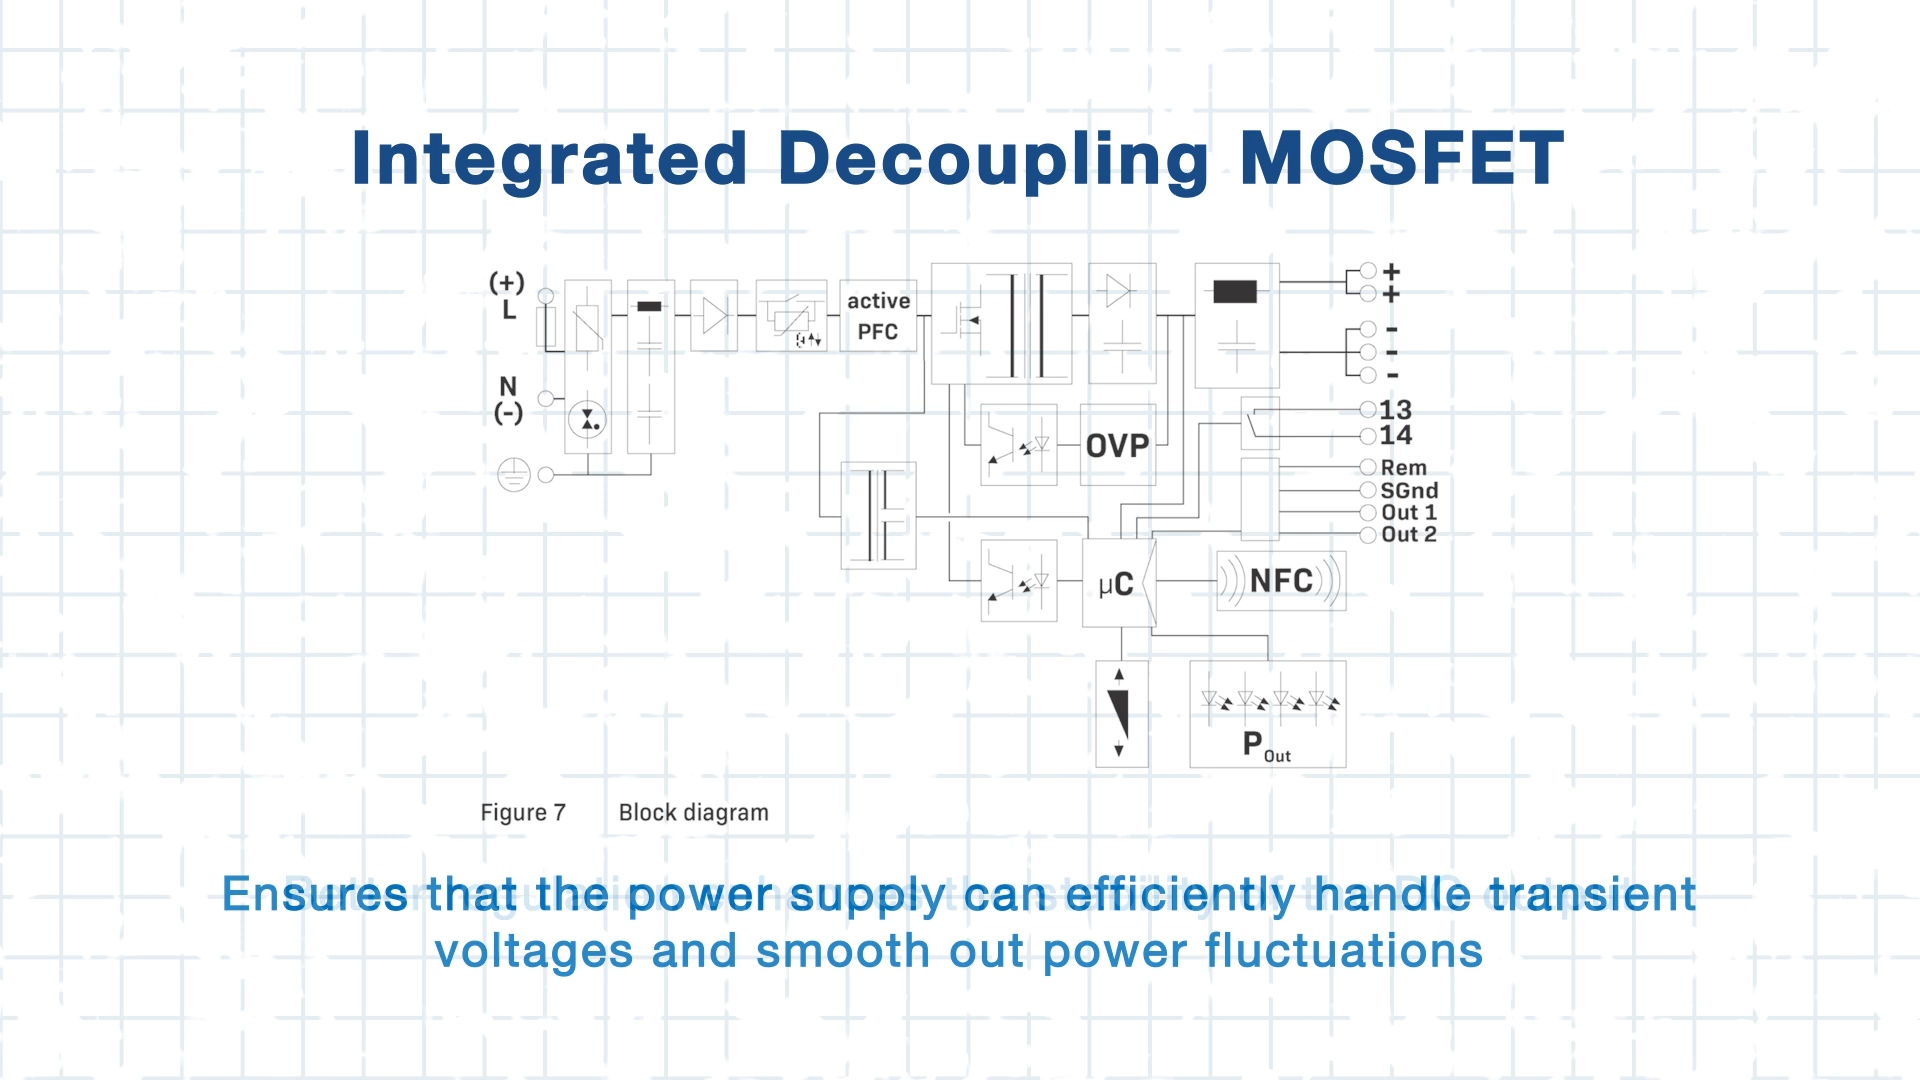 Integrated Decoupling MOSFET
(+)
L
N
(-)
active
PFC
OVP
µC
NFC
P Out
+
+
-
-
-
13
14
Rem
SGnd
Out 1
Out 2
Figure 7 Block diagram
Ensures that the power supply can efficiently handle transient
voltages and smooth out power fluctuations